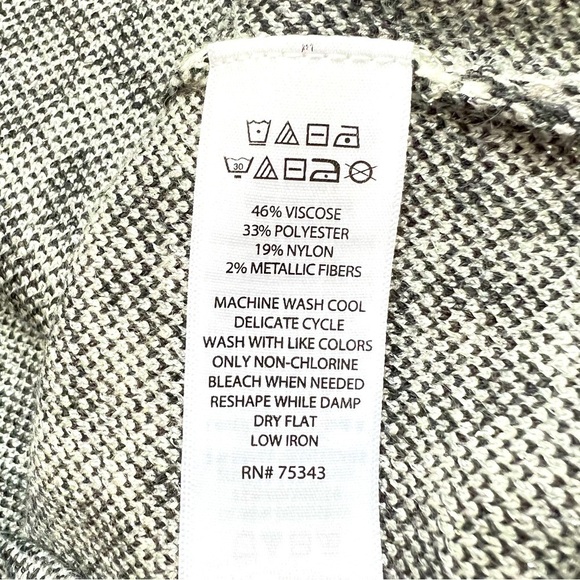 30
46% VISCOSE
33% POLYESTER
19% NYLON
2% METALLIC FIBERS
MACHINE WASH COOL
DELICATE CYCLE
WASH WITH LIKE COLORS
ONLY NON-CHLORINE
BLEACH WHEN NEEDED
RESHAPE WHILE DAMP
DRY FLAT
LOW IRON
RN# 75343